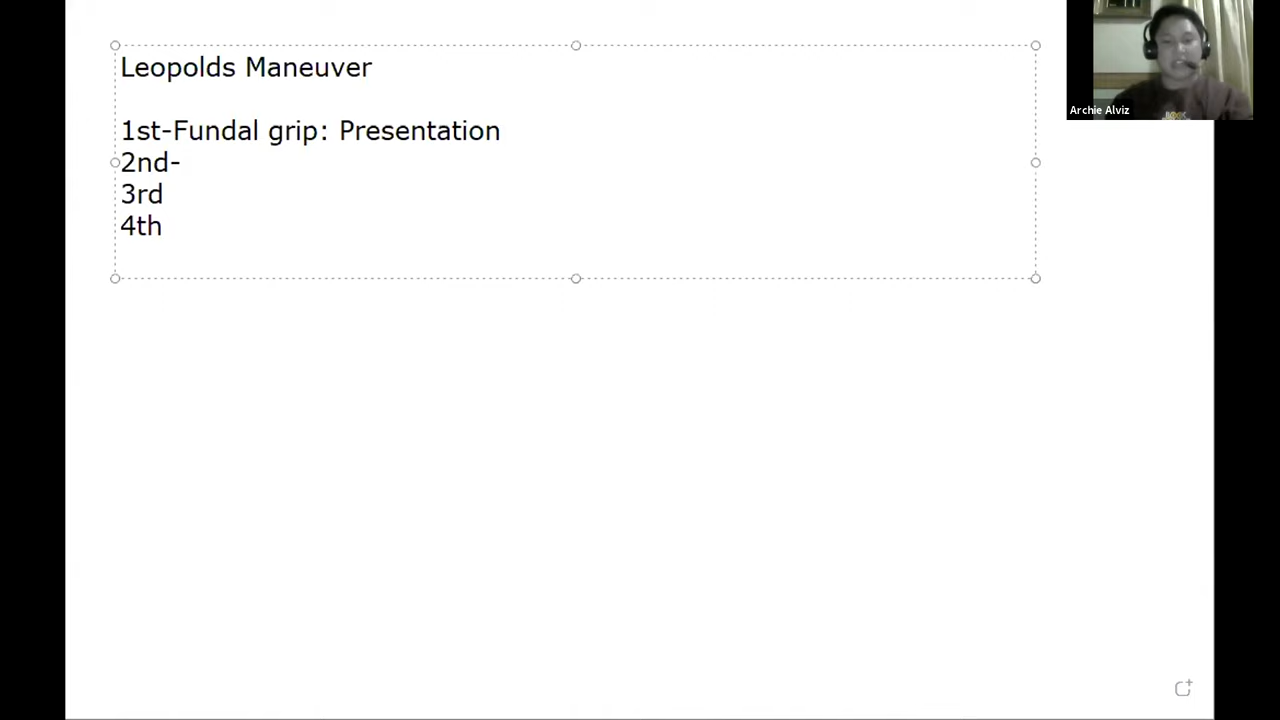 Leopolds Maneuver
1st-Fundal grip: Presentation
2nd-
3rd
4th
Archie Alviz